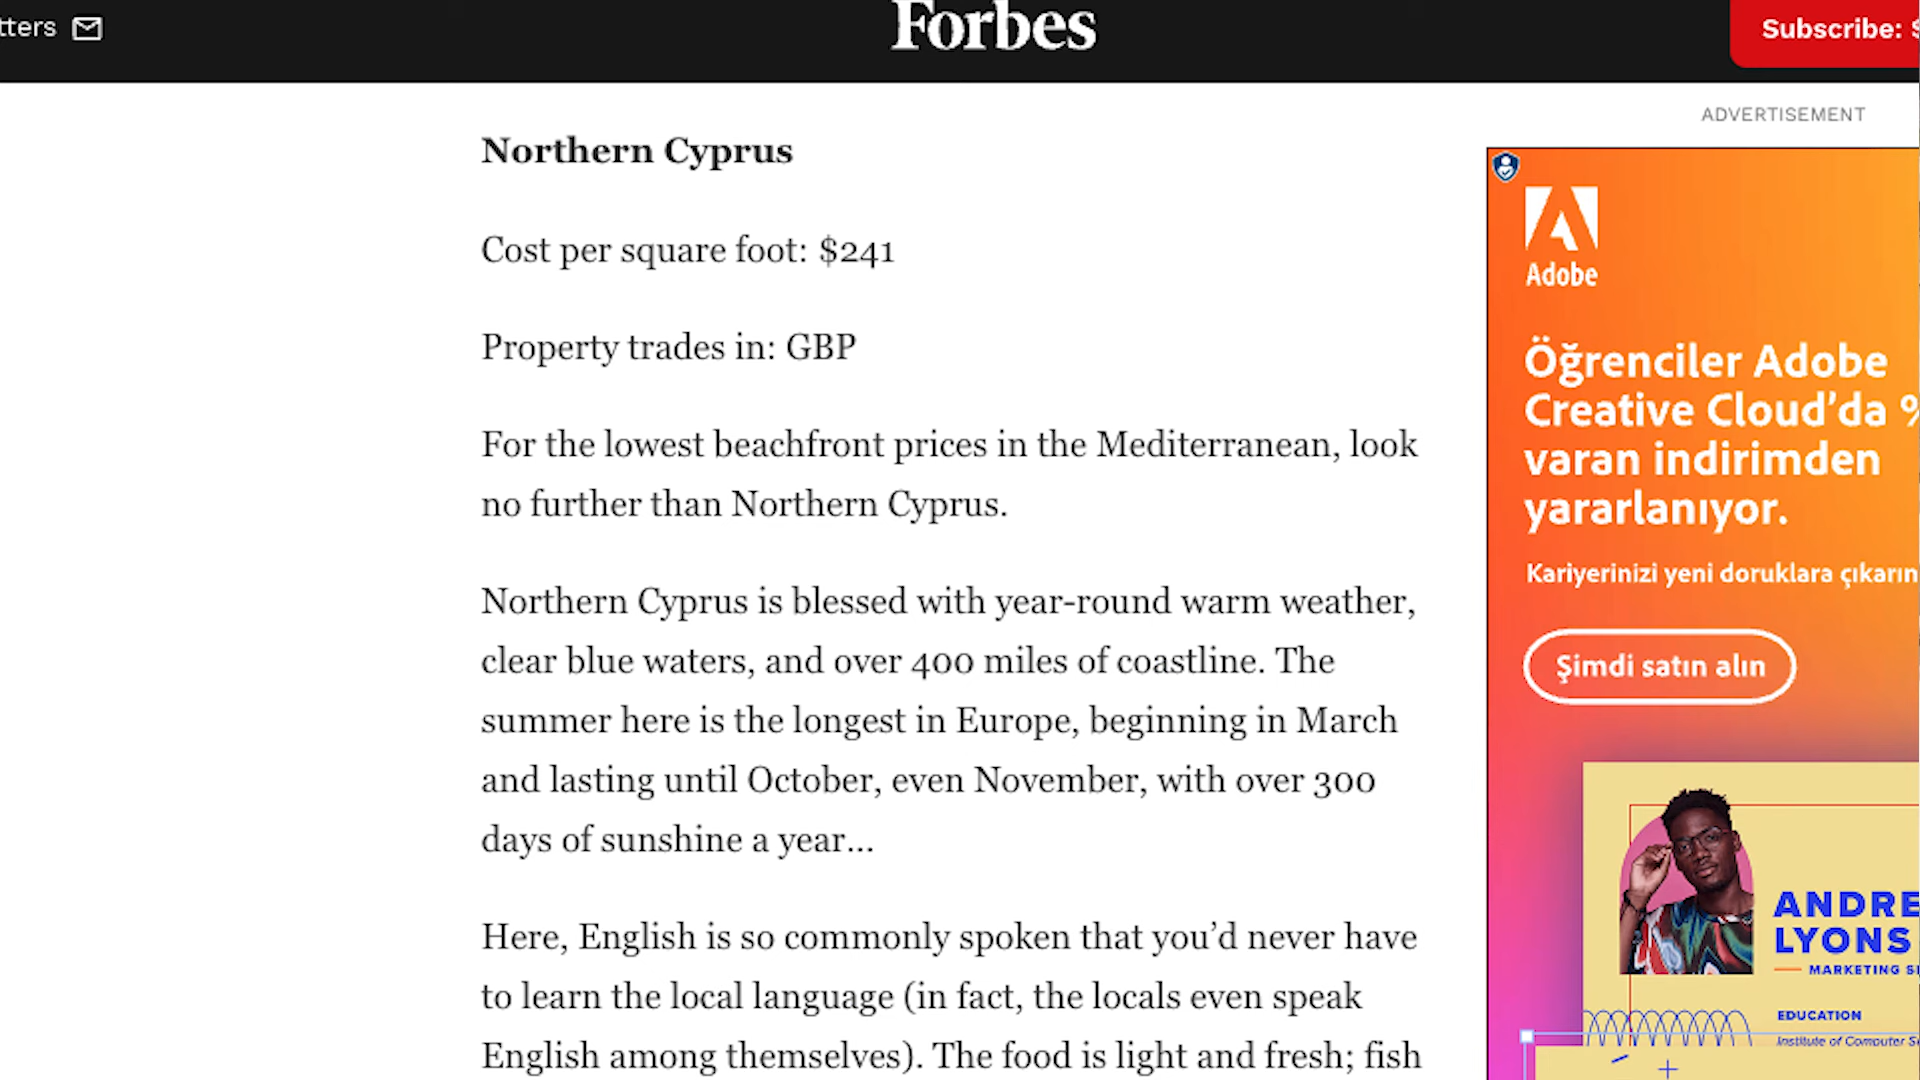 tters
Forbes
Subscribe:
ADVERTISEMENT
Northern Cyprus
Cost per square foot: $241
Property trades in: GBP
For the lowest beachfront prices in the Mediterranean, look
no further than Northern Cyprus.
Northern Cyprus is blessed with year-round warm weather,
clear blue waters, and over 400 miles of coastline. The
summer here is the longest in Europe, beginning in March
and lasting until October, even November, with over 300
days of sunshine a year...
Here, English is so commonly spoken that you'd never have
to learn the local language (in fact, the locals even speak
English among themselves). The food is light and fresh; fish
Adobe
Öğrenciler Adobe
Creative Cloud'da %
varan indirimden
yararlanıyor.
Kariyerinizi yeni doruklara çıkarın
Şimdi satın alın
ANDRE
LYONS
MARKETING
EDUCATION
Institute of Computer